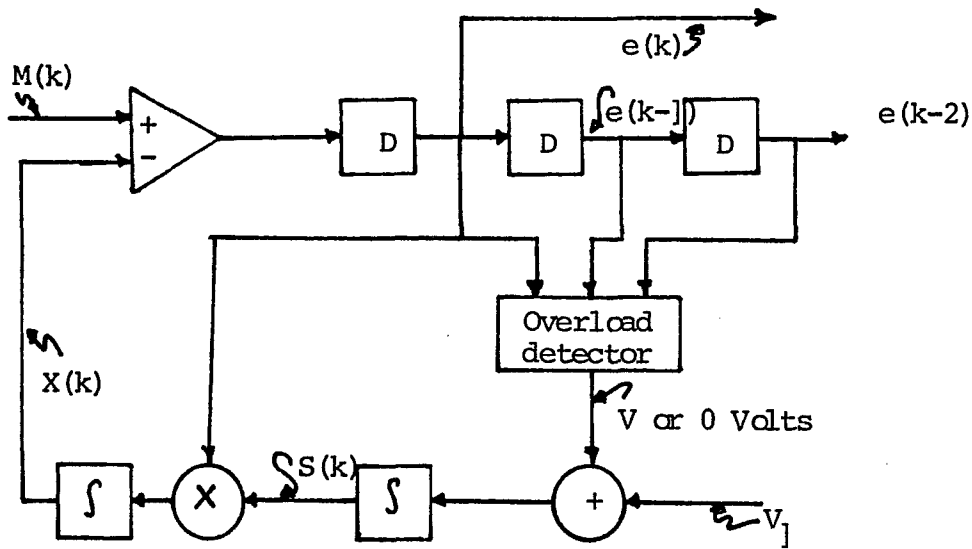 e(k)
M(k)
e(k-1)
e(k-2)
+
-
D
D
D
Overload
detector
X(k)
V or 0 Volts
S(k)
∫
X
∫
+
V1